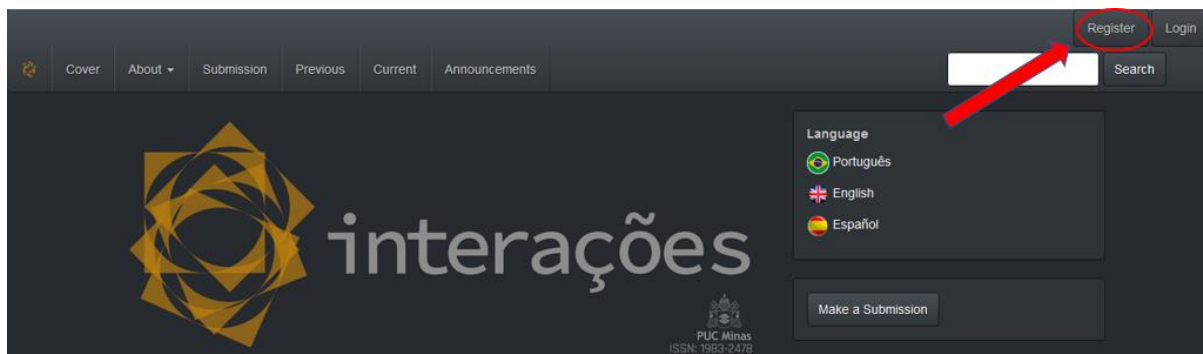 Register Login
Cover About Submission Previous Current Announcements Search
Language
Português
English
Español
interações
Make a Submission
PUC Minas
ISSN: 1983-2478